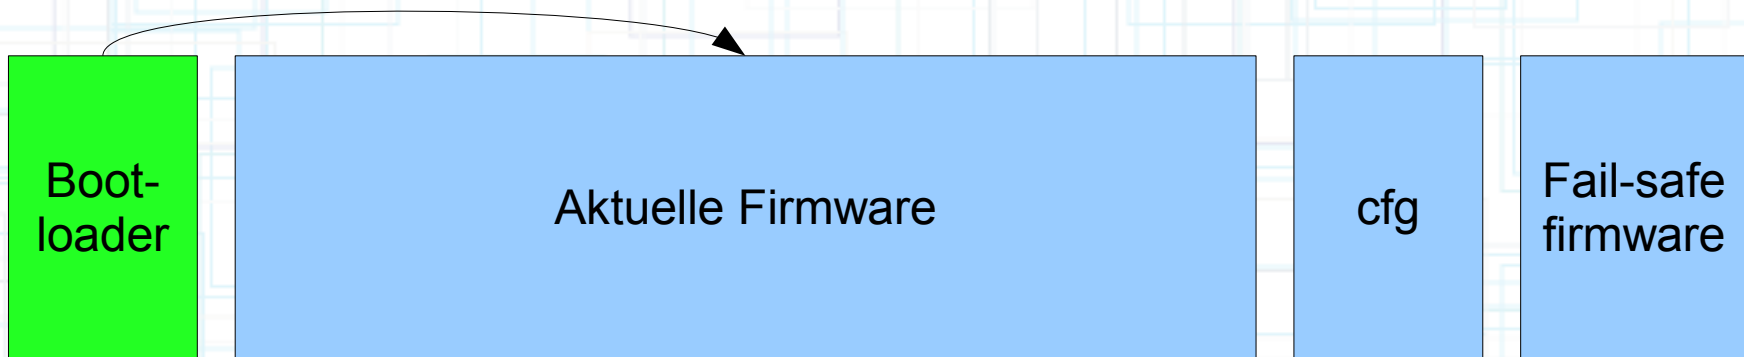 Boot-
loader
Aktuelle Firmware
cfg
Fail-safe
firmware